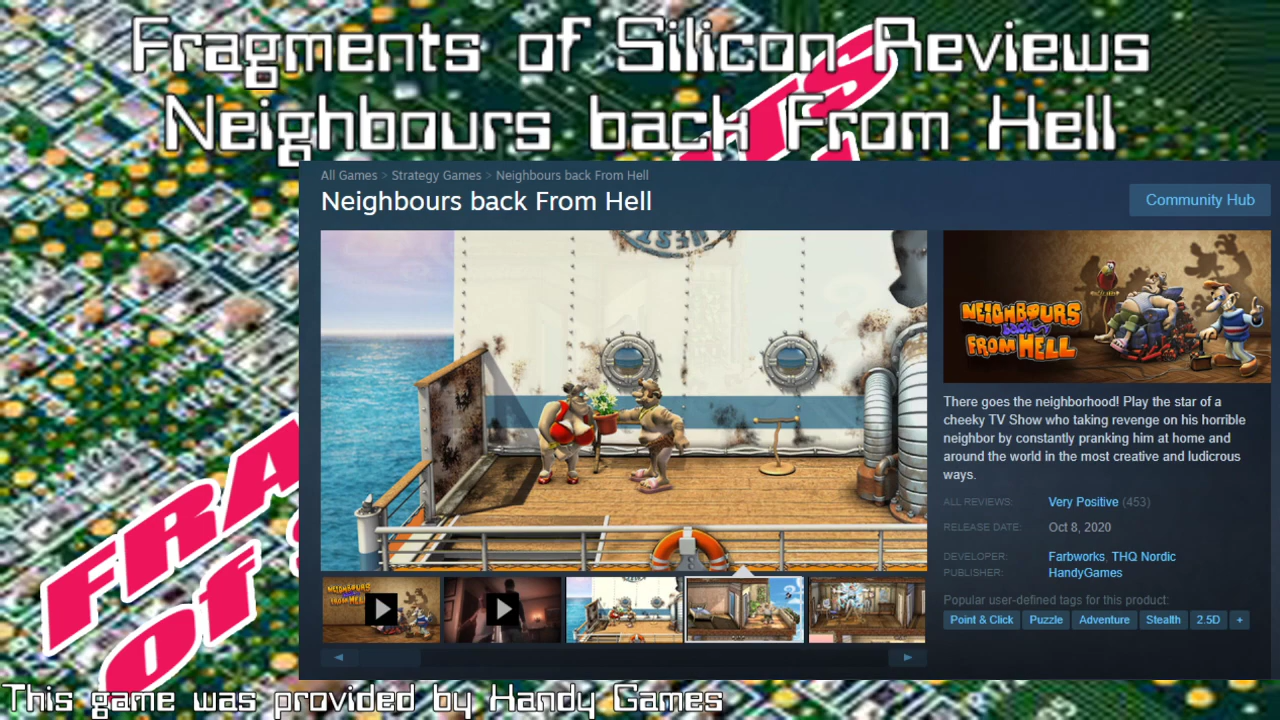 Fragments of Silicon Reviews
Neighbours back From Hell
All Games > Strategy Games > Neighbours back From Hell
Neighbours back From Hell
Community Hub
NEIGHBOURS
back
FROM HELL
There goes the neighborhood! Play the star of a
cheeky TV Show who taking revenge on his horrible
neighbor by constantly pranking him at home and
around the world in the most creative and ludicrous
ways.
ALL REVIEWS: Very Positive (453)
RELEASE DATE: Oct 8, 2020
DEVELOPER: Farbworks, THQ Nordic
PUBLISHER: HandyGames
Popular user-defined tags for this product:
Point & Click Puzzle Adventure Stealth 2.5D +
FRA
of
This game was provided by Handy Games